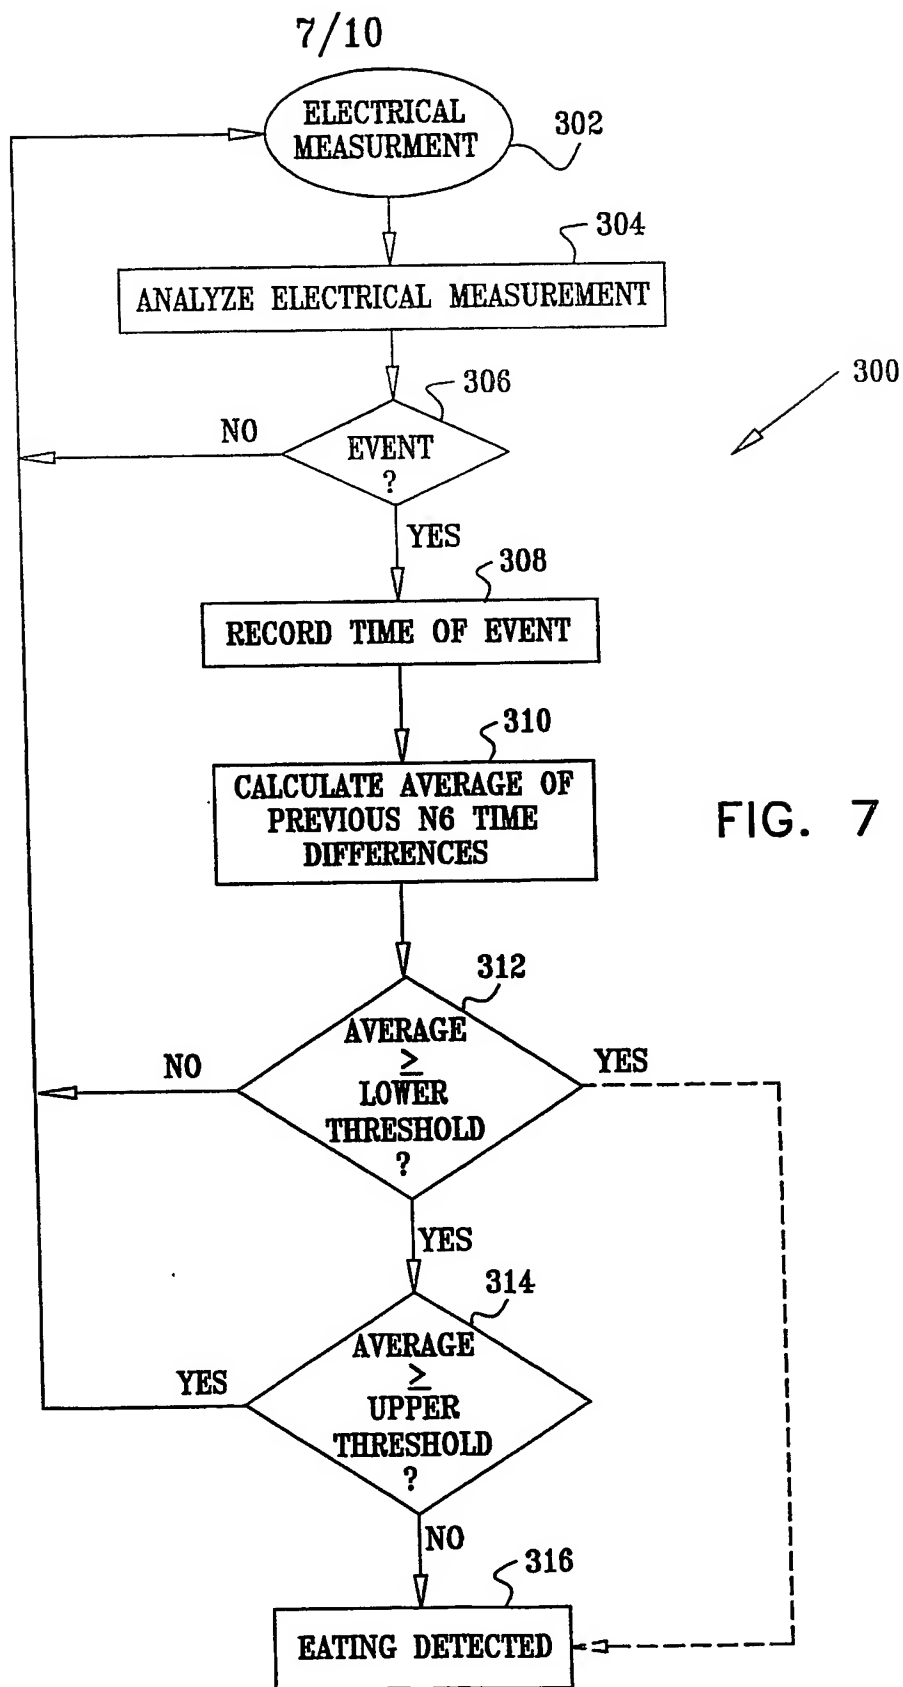 7/10
ELECTRICAL
MEASURMENT
302
304
ANALYZE ELECTRICAL MEASUREMENT
306
300
NO
EVENT
?
YES
308
RECORD TIME OF EVENT
310
CALCULATE AVERAGE OF
PREVIOUS N6 TIME
DIFFERENCES
FIG. 7
312
AVERAGE
≥
LOWER
THRESHOLD
?
NO
YES
YES
314
AVERAGE
≥
UPPER
THRESHOLD
?
YES
NO
316
EATING DETECTED